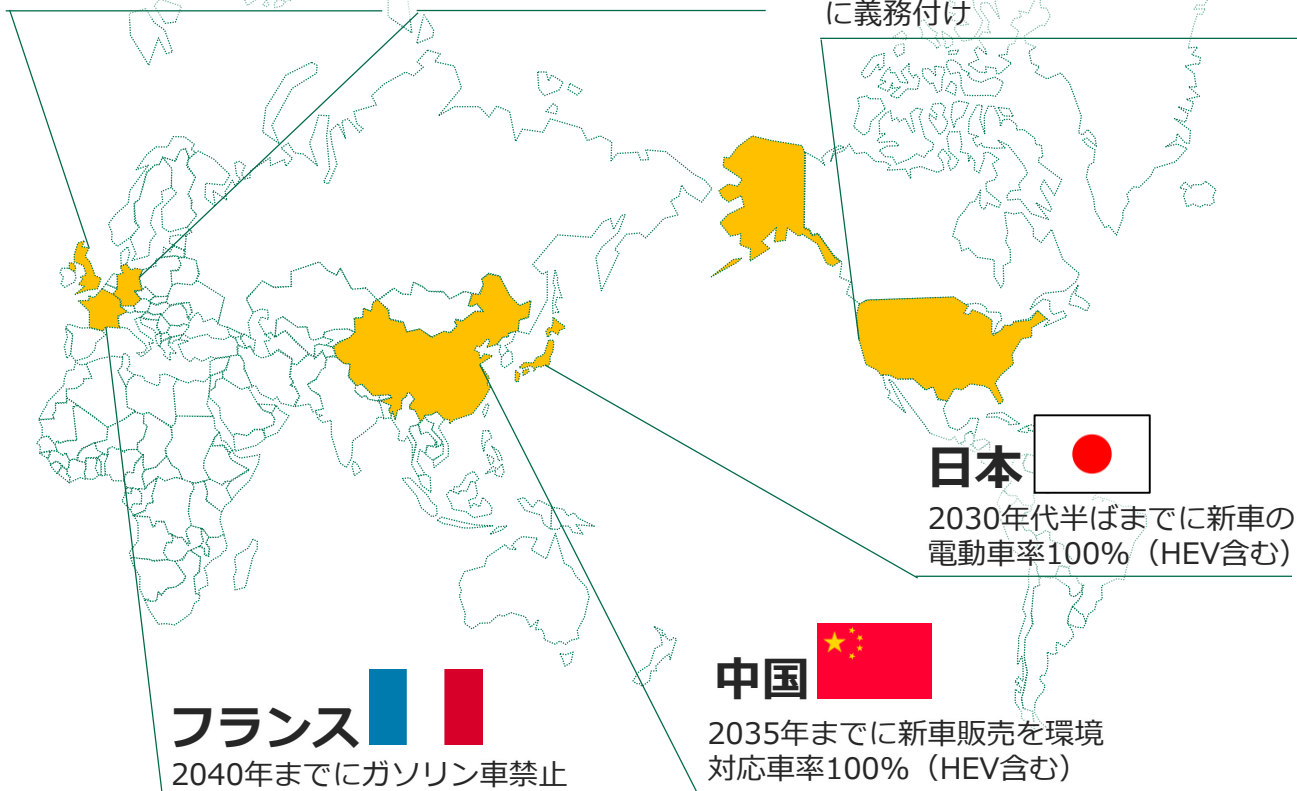 に義務付け
日本
2030年代半ばまでに新車の
電動車率100%（HEV含む）
中国
2035年までに新車販売を環境
対応車率100%（HEV含む）
フランス
2040年までにガソリン車禁止